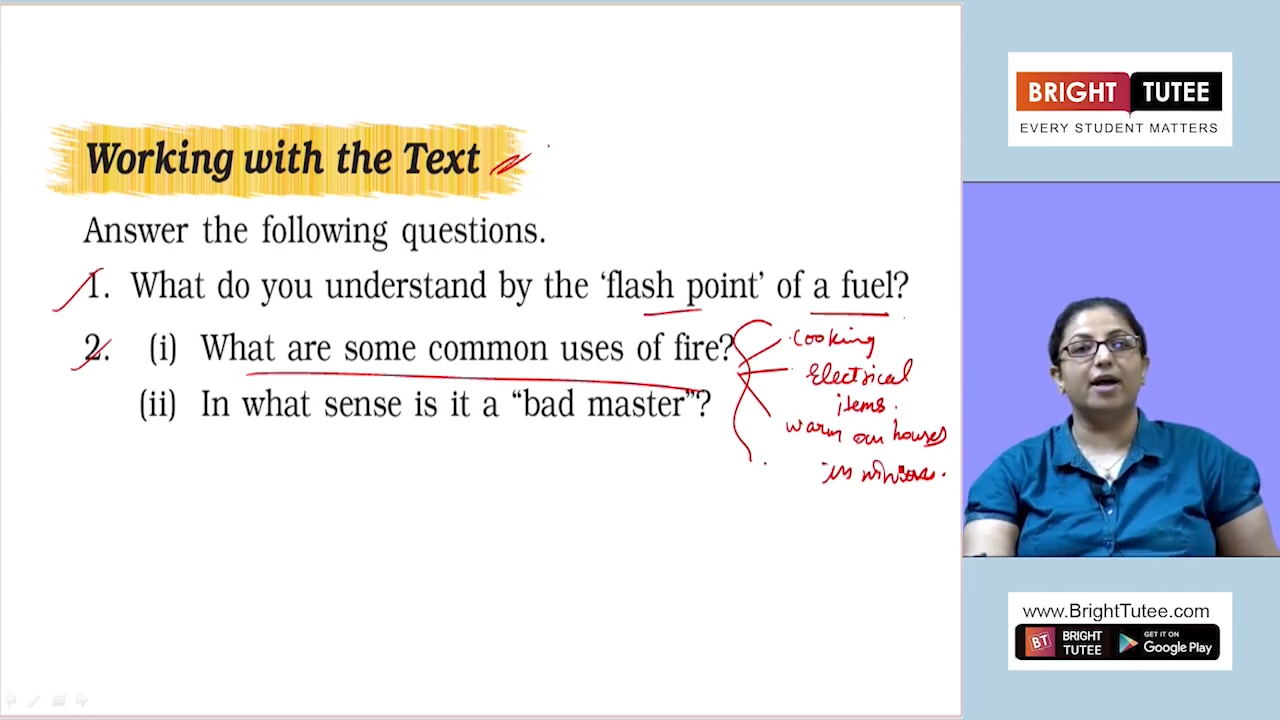 Working with the Text
Answer the following questions.
1. What do you understand by the ‘flash point’ of a fuel?
2. (i) What are some common uses of fire?
(ii) In what sense is it a “bad master”?
Cooking
Electrical
items.
warm our houses
in
BRIGHT TUTEE
EVERY STUDENT MATTERS
www.BrightTutee.com
BT BRIGHT TUTEE
GET IT ON
Google Play